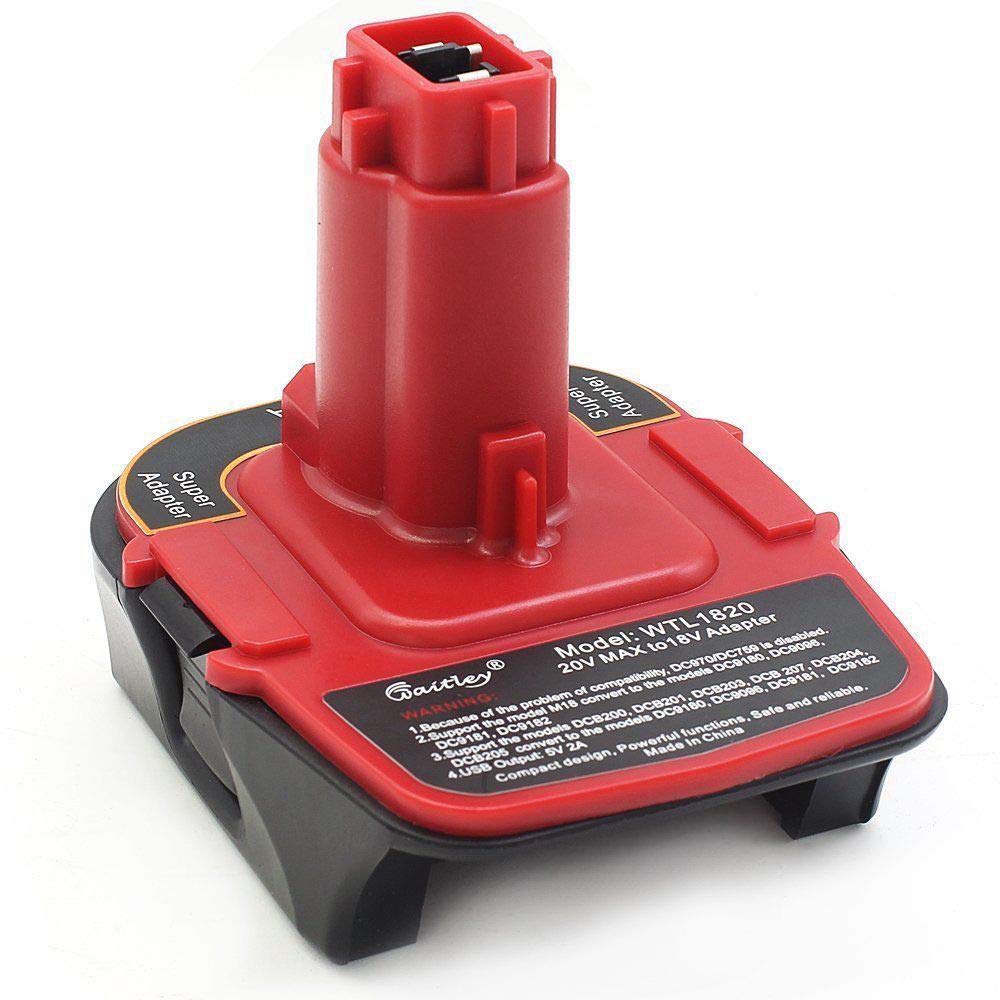 Super
Adapter
Super
Adapter
Waitley®
Model: WTL1820
20V MAX to18V Adapter
WARNING:
1.Because of the problem of compatibility, DC970/DC759 is disabled.
2.Support the model M18 convert to the models DC9180, DC9098,
DC9181, DC9182
3.Support the models DCB200, DCB201, DCB203, DCB 207, DCB204,
DCB205 convert to the models DC9180, DC9096, DC9181, DC9182
4.USB Output: 5V 2A
Compact design, Powerful functions, Safe and reliable.
Made in China